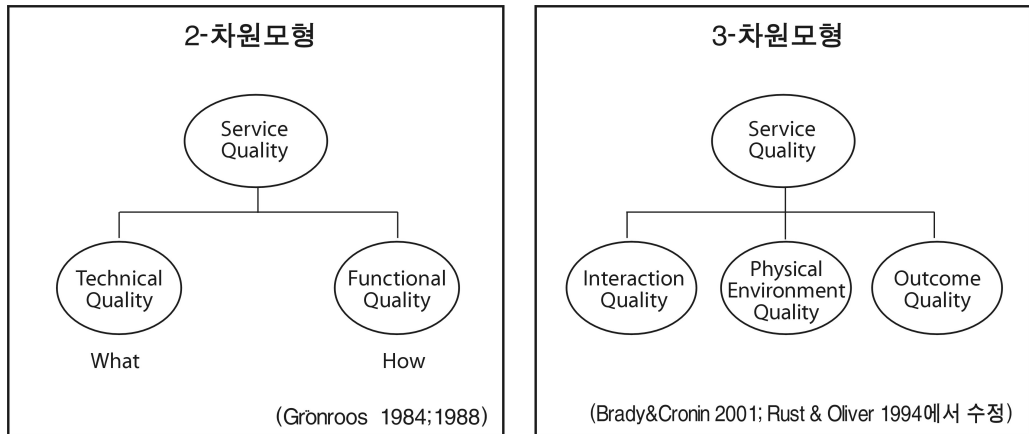 2-차원모형
Service
Quality
Technical
Quality
Functional
Quality
What
How
(Grönroos 1984;1988)
3-차원모형
Service
Quality
Interaction
Quality
Physical
Environment
Quality
Outcome
Quality
(Brady&Cronin 2001; Rust & Oliver 1994에서 수정)